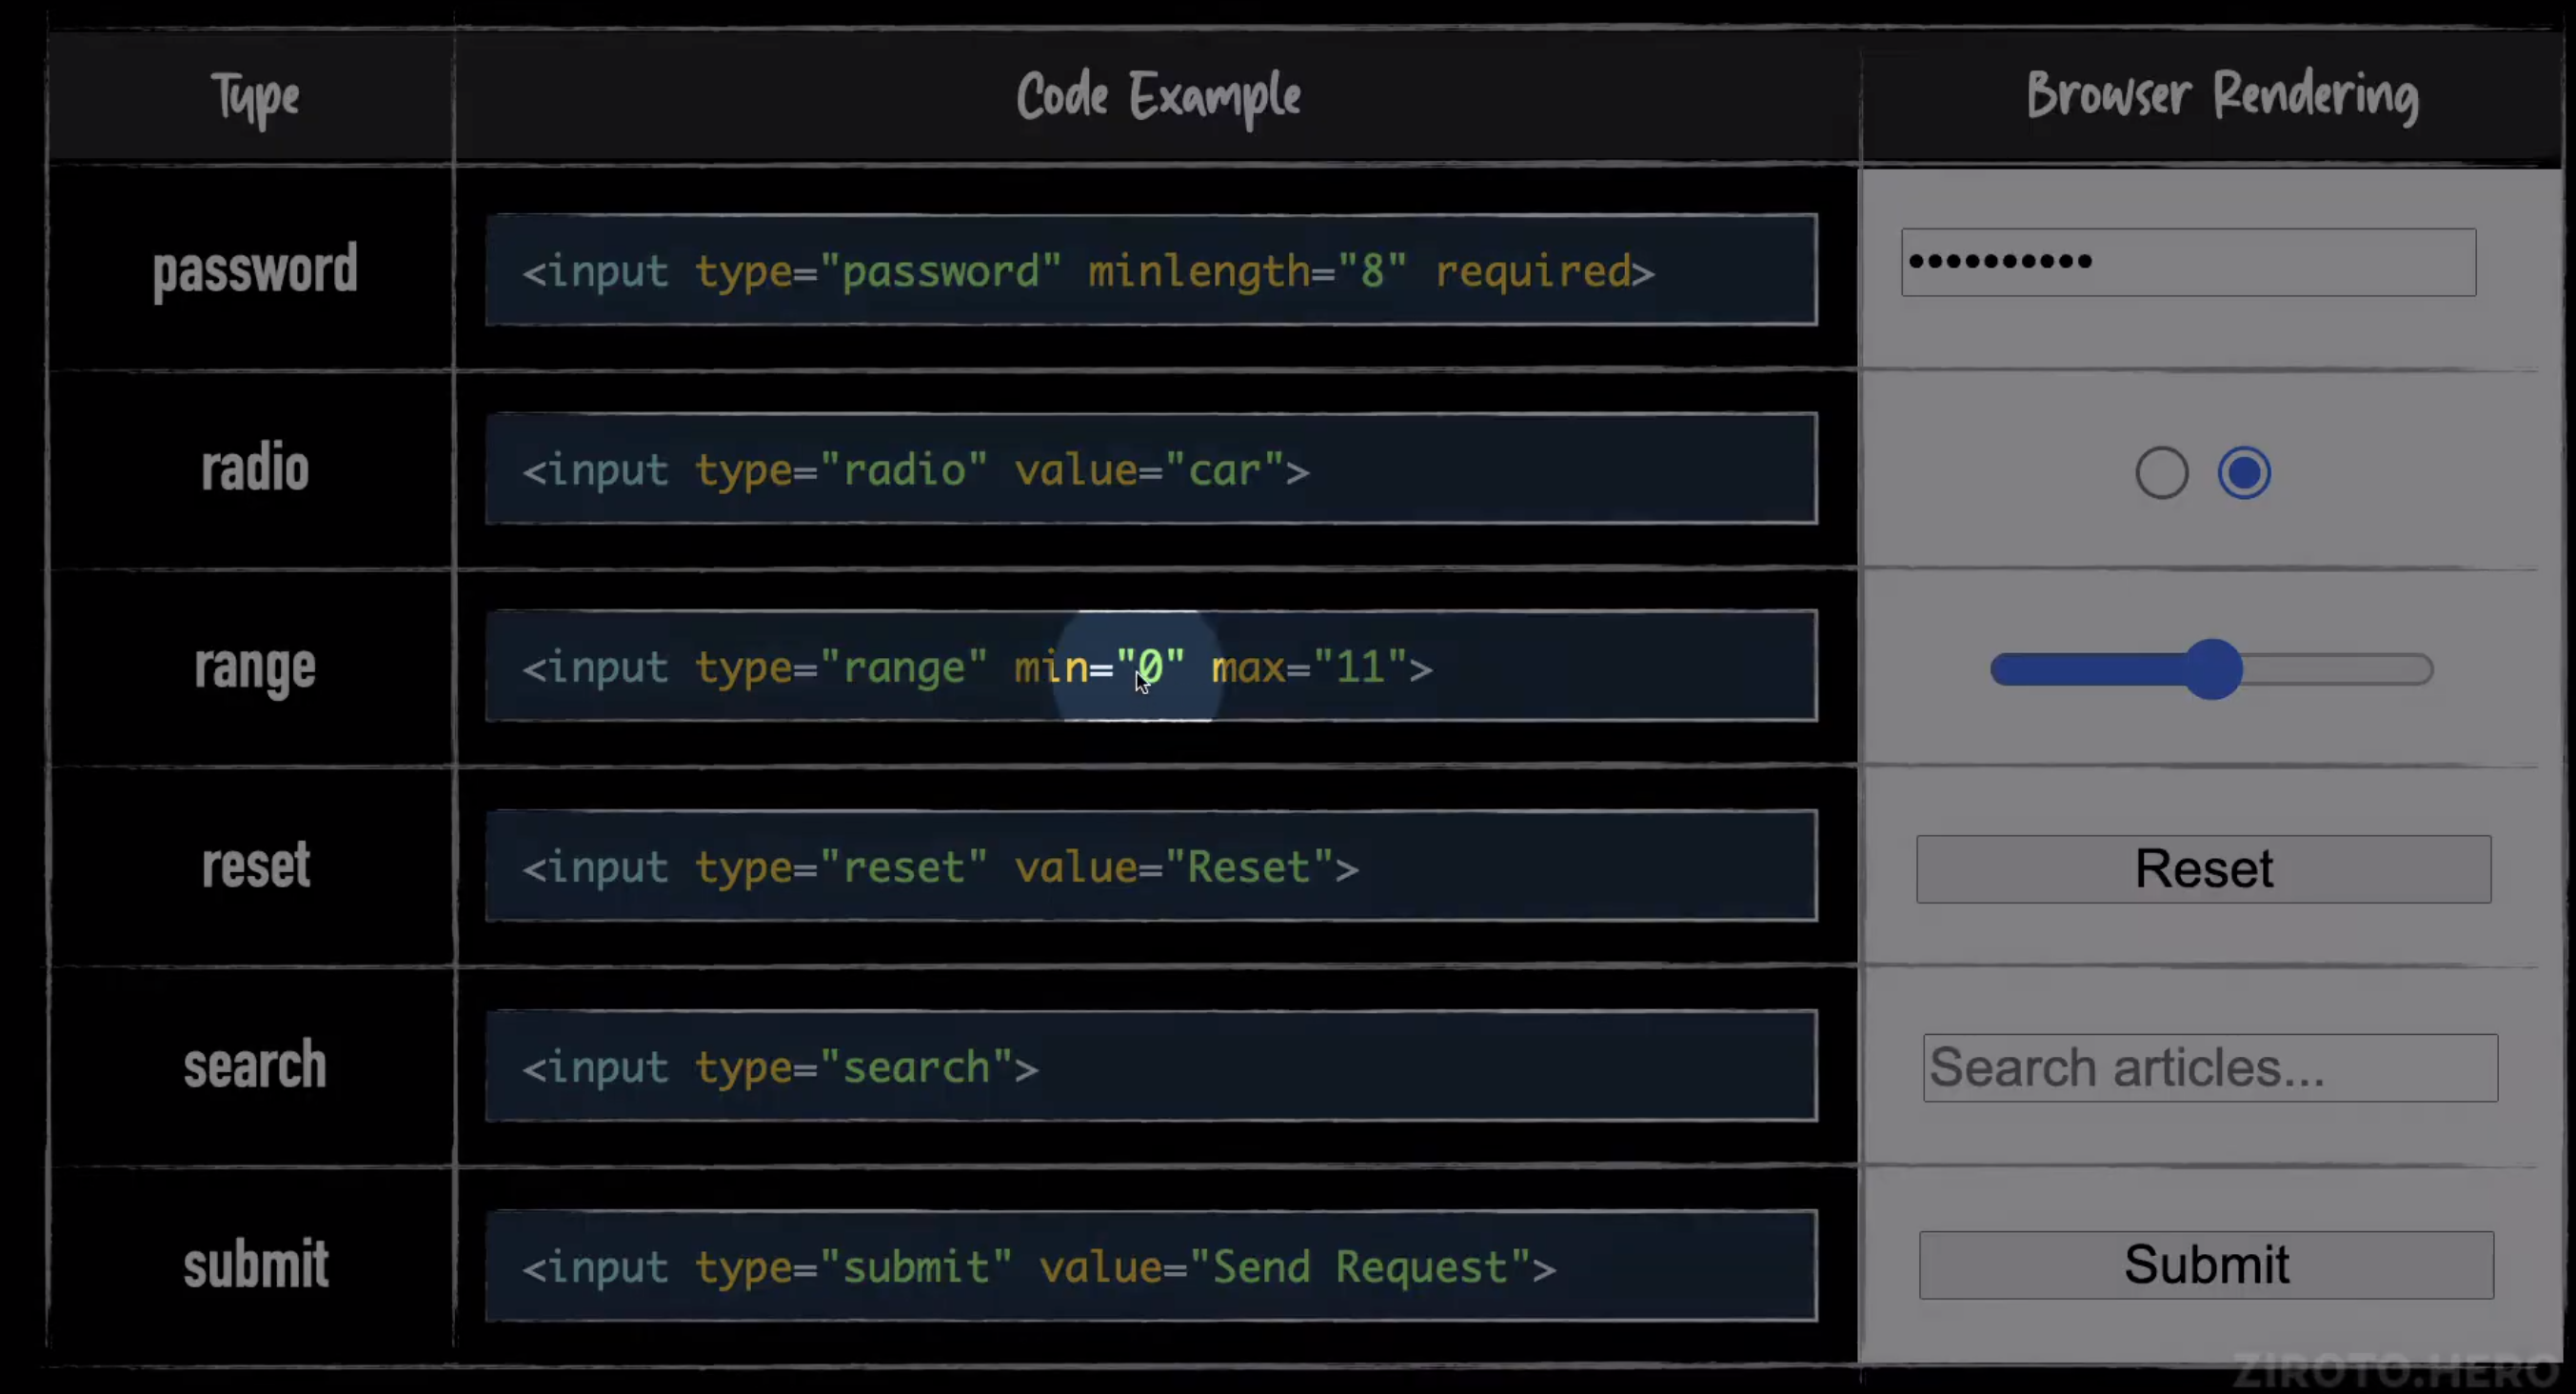 Type Code Example Browser Rendering
password <input type="password" minlength="8" required> ••••••••••
radio <input type="radio" value="car">
range <input type="range" min="0" max="11">
reset <input type="reset" value="Reset"> Reset
search <input type="search"> Search articles...
submit <input type="submit" value="Send Request"> Submit
ZIROTO.HERO